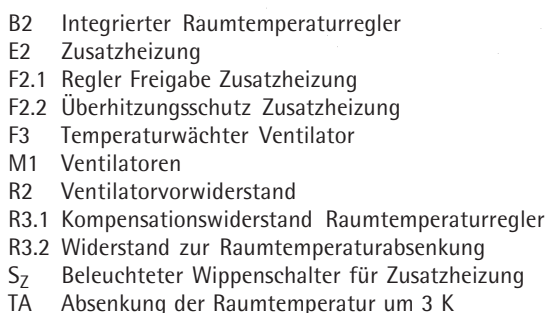 B2 Integrierter Raumtemperaturregler
E2 Zusatzheizung
F2.1 Regler Freigabe Zusatzheizung
F2.2 Überhitzungsschutz Zusatzheizung
F3 Temperaturwächter Ventilator
M1 Ventilatoren
R2 Ventilatorvorwiderstand
R3.1 Kompensationswiderstand Raumtemperaturregler
R3.2 Widerstand zur Raumtemperaturabsenkung
SZ Beleuchteter Wippenschalter für Zusatzheizung
TA Absenkung der Raumtemperatur um 3 K